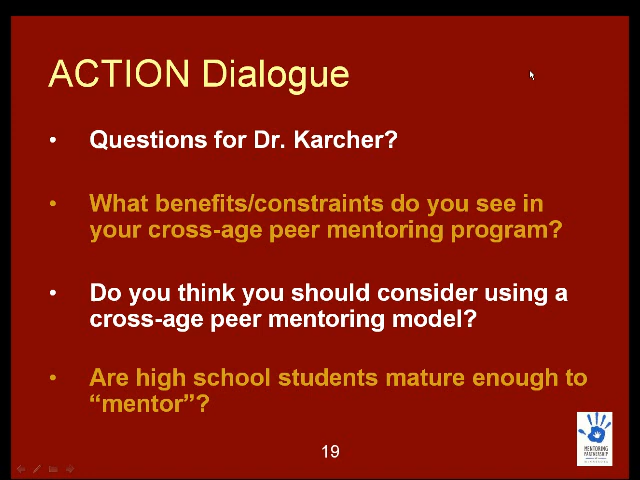 ACTION Dialogue
• Questions for Dr. Karcher?
• What benefits/constraints do you see in
your cross-age peer mentoring program?
• Do you think you should consider using a
cross-age peer mentoring model?
• Are high school students mature enough to
“mentor”?
MENTORING
PARTNERSHIP
19